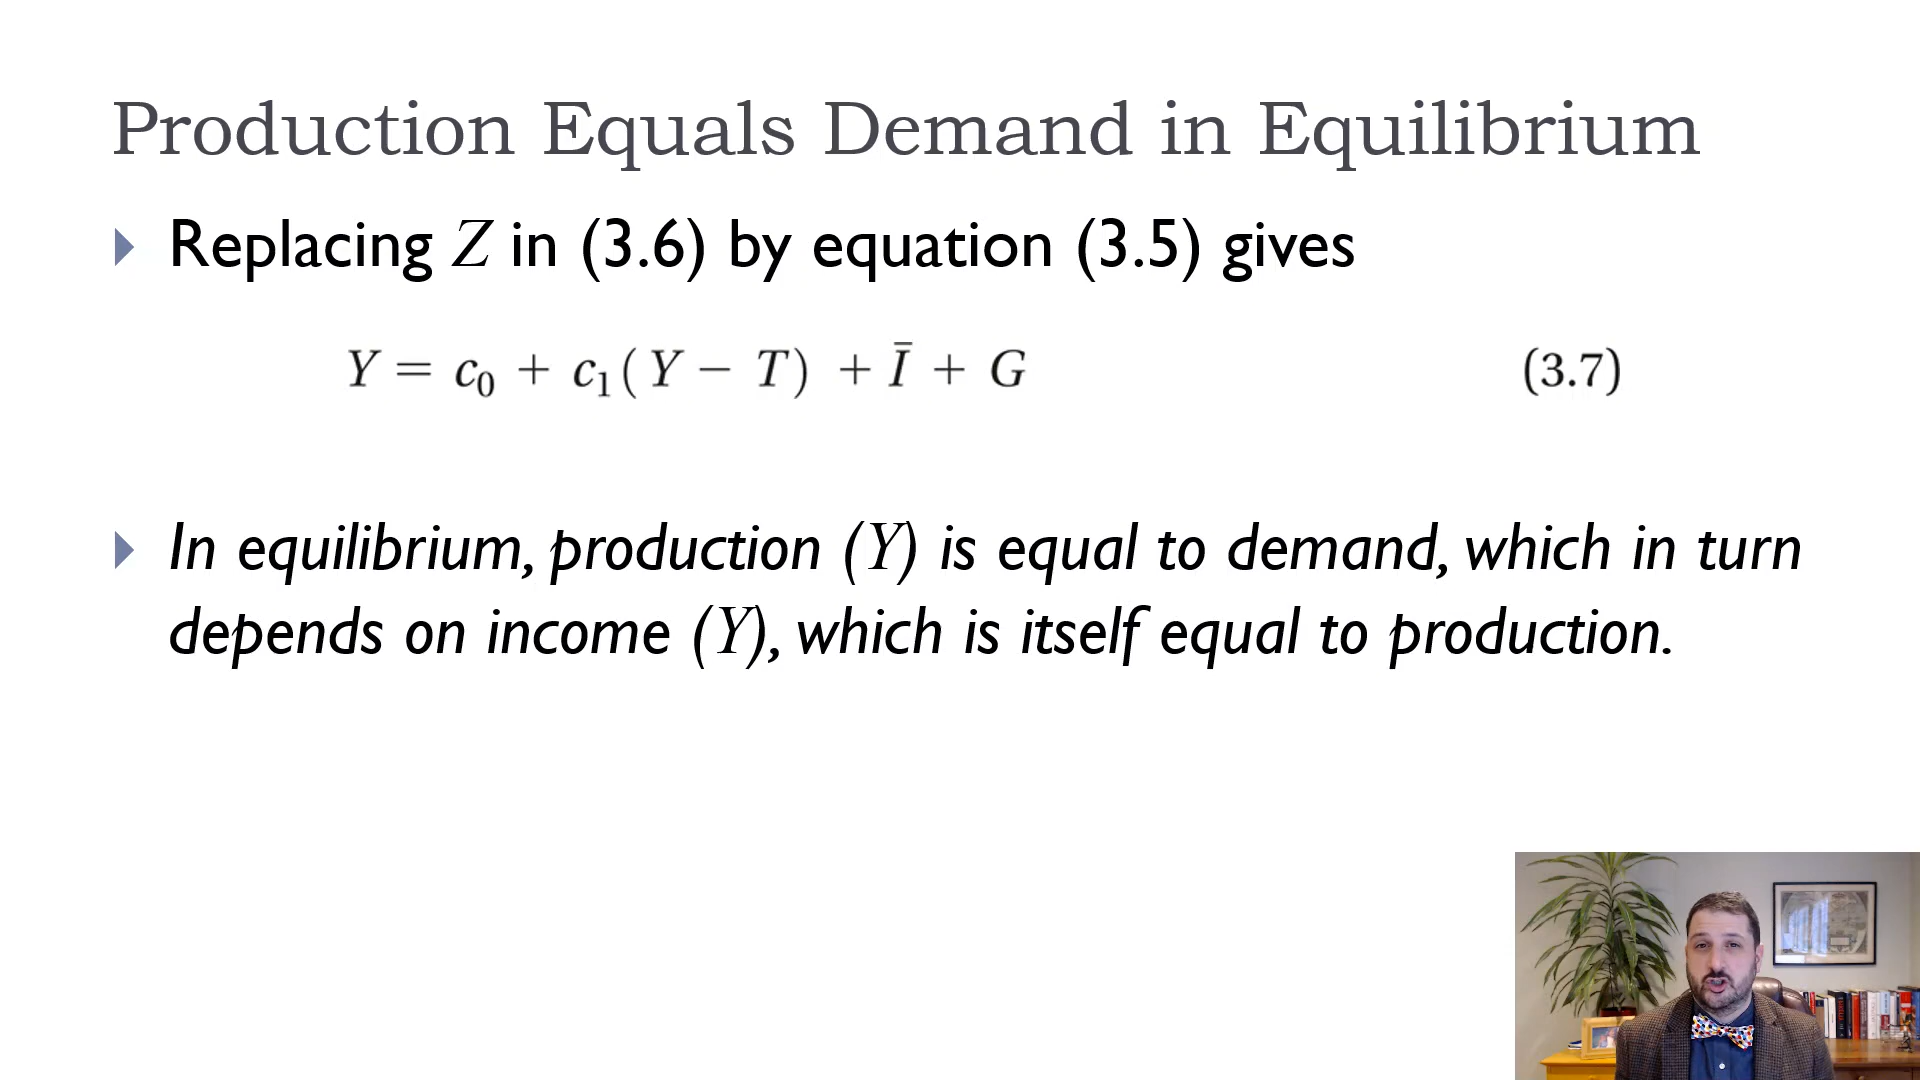 Production Equals Demand in Equilibrium
Replacing Z in (3.6) by equation (3.5) gives
Y = c₀ + c₁(Y − T) + Ī + G (3.7)
In equilibrium, production (Y) is equal to demand, which in turn
depends on income (Y), which is itself equal to production.